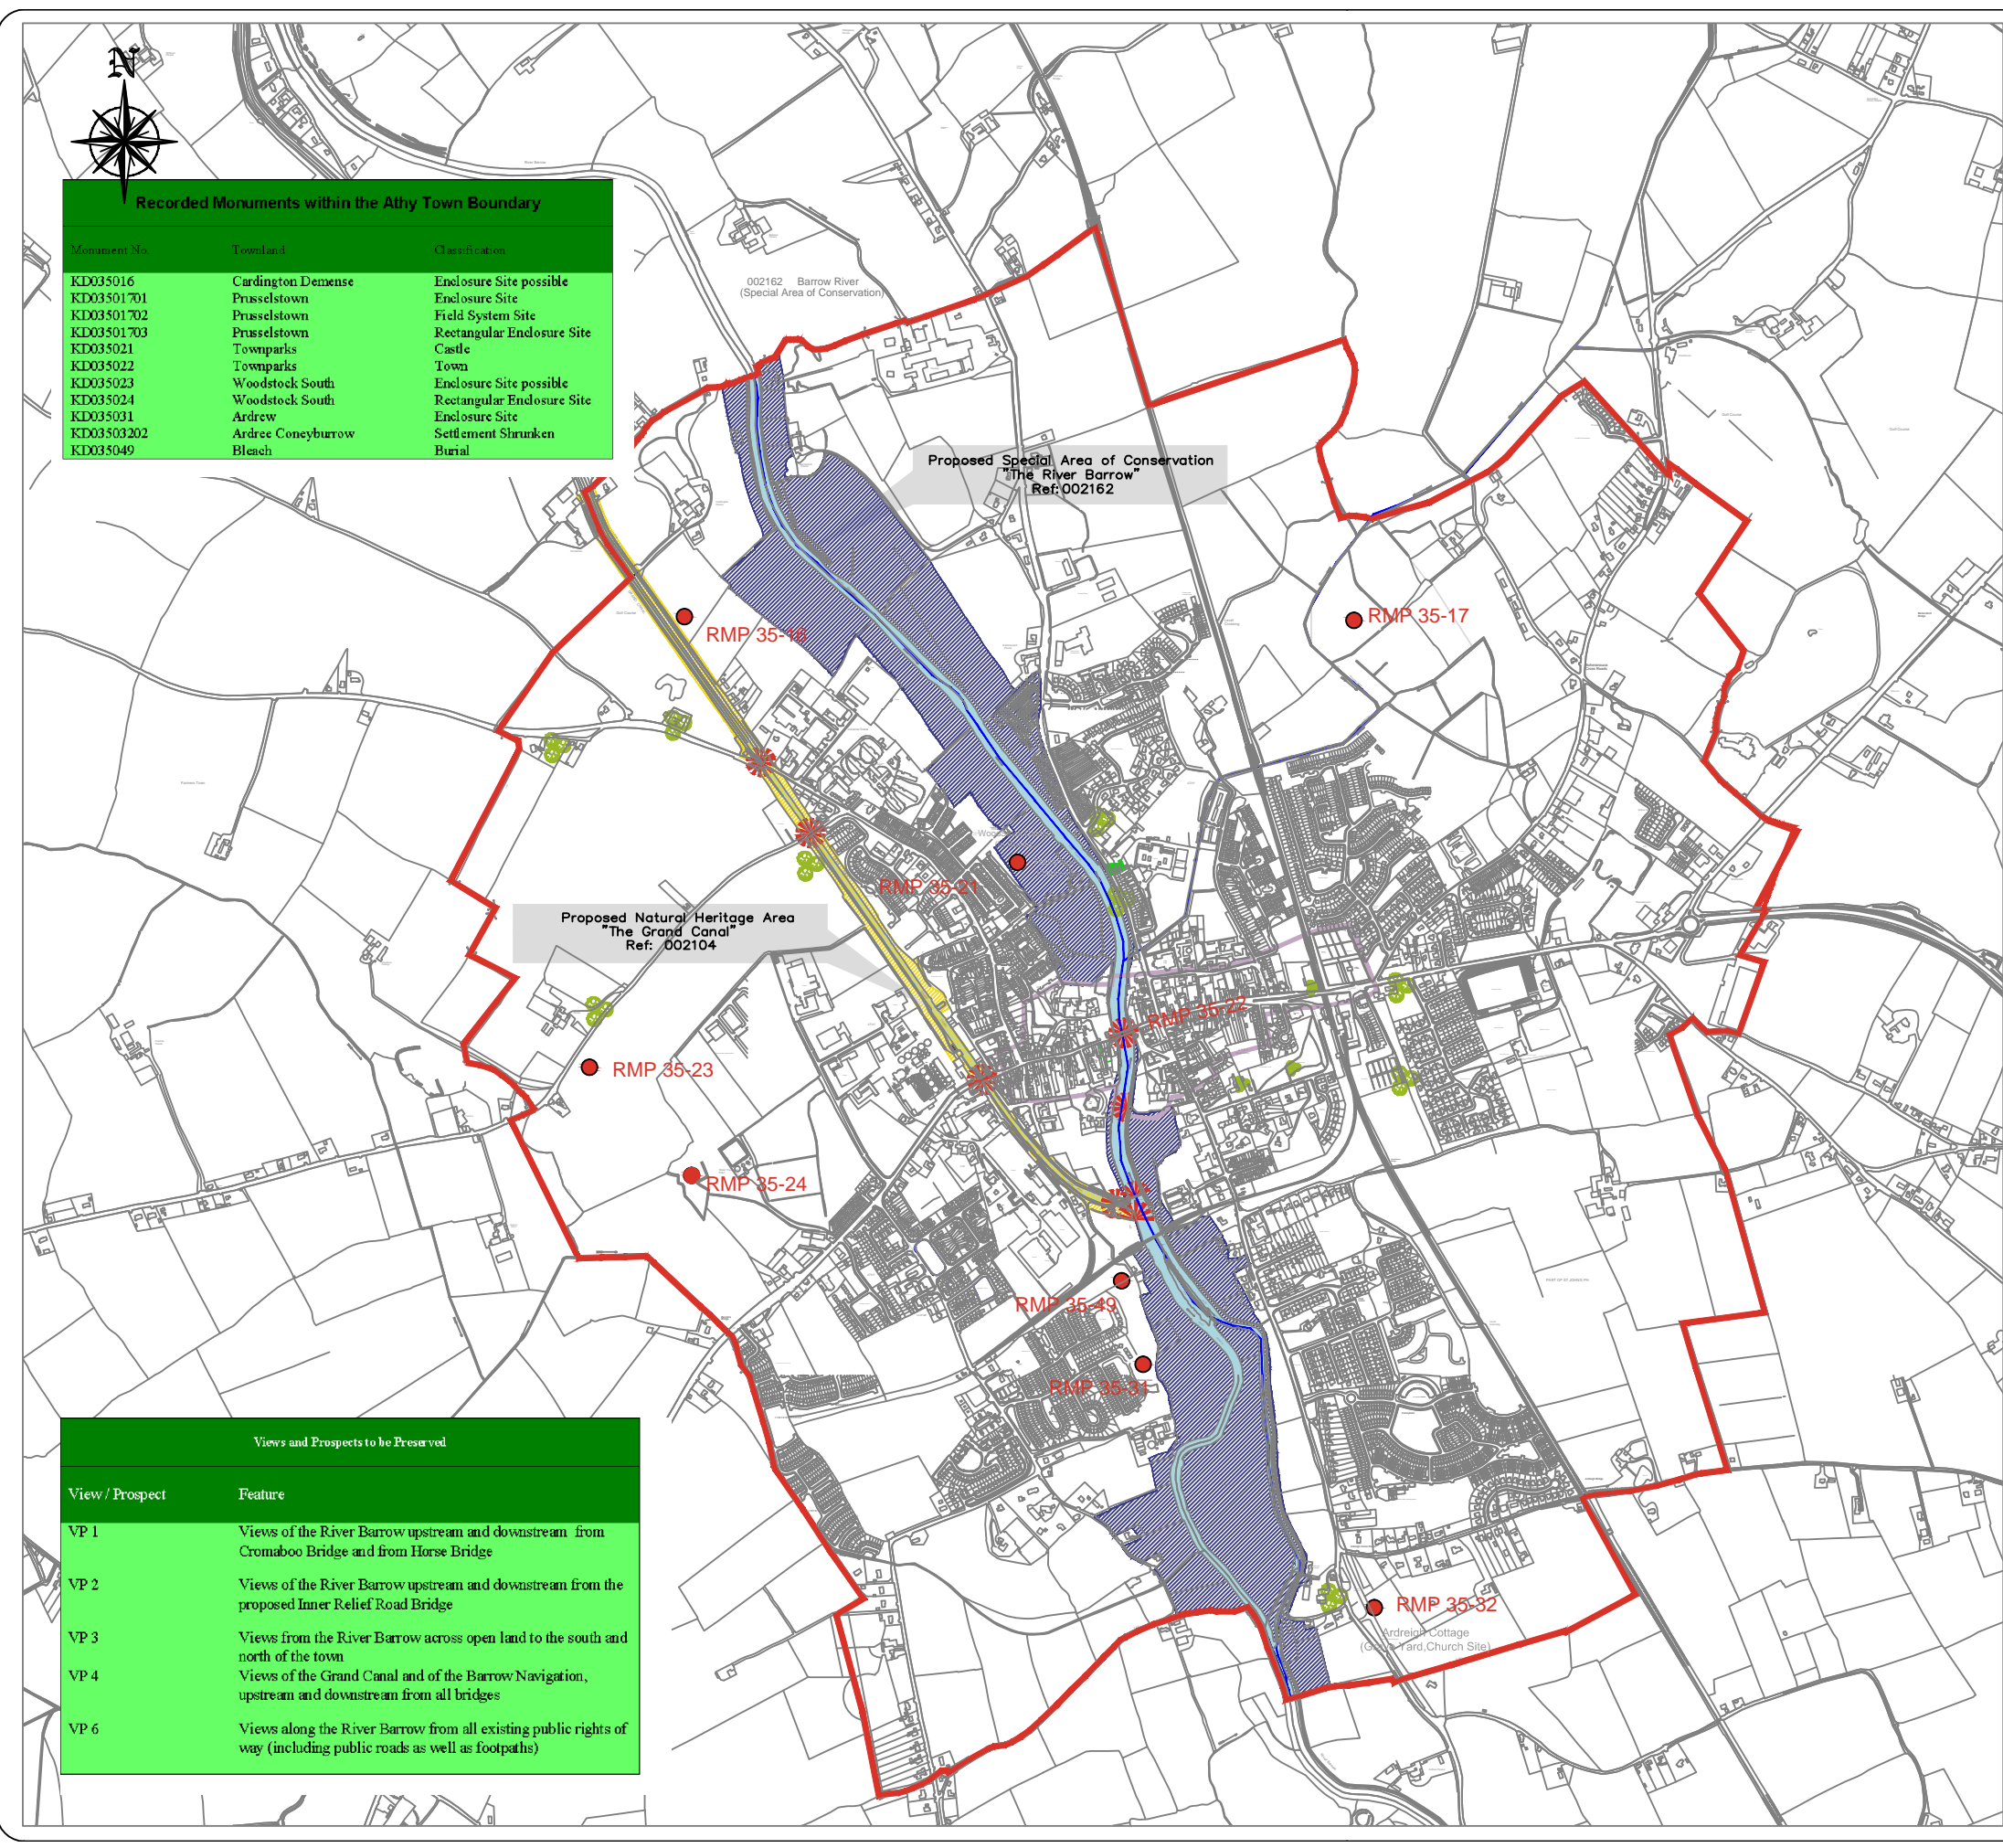 N
Recorded Monuments within the Athy Town Boundary
Monument No. Townland Classification
KD035016 Cardington Demense Enclosure Site possible
KD03501701 Prusselstown Enclosure Site
KD03501702 Prusselstown Field System Site
KD03501703 Prusselstown Rectangular Enclosure Site
KD035021 Townparks Castle
KD035022 Townparks Town
KD035023 Woodstock South Enclosure Site possible
KD035024 Woodstock South Rectangular Enclosure Site
KD035031 Ardrew Enclosure Site
KD03503202 Ardree Coneyburrow Settlement Shrunken
KD035049 Bleach Burial
002162 Barrow River
(Special Area of Conservation)
Proposed Special Area of Conservation
"The River Barrow"
Ref: 002162
RMP 35-16
RMP 35-17
RMP 35-21
Proposed Natural Heritage Area
"The Grand Canal"
Ref: 002104
RMP 35-22
RMP 35-23
RMP 35-24
RMP 35-49
RMP 35-31
RMP 35-32
Ardreigh Cottage
(Grave Yard,Church Site)
Views and Prospects to be Preserved
View / Prospect Feature
VP 1 Views of the River Barrow upstream and downstream from
Cromaboo Bridge and from Horse Bridge
VP 2 Views of the River Barrow upstream and downstream from the
proposed Inner Relief Road Bridge
VP 3 Views from the River Barrow across open land to the south and
north of the town
VP 4 Views of the Grand Canal and of the Barrow Navigation,
upstream and downstream from all bridges
VP 6 Views along the River Barrow from all existing public rights of
way (including public roads as well as footpaths)